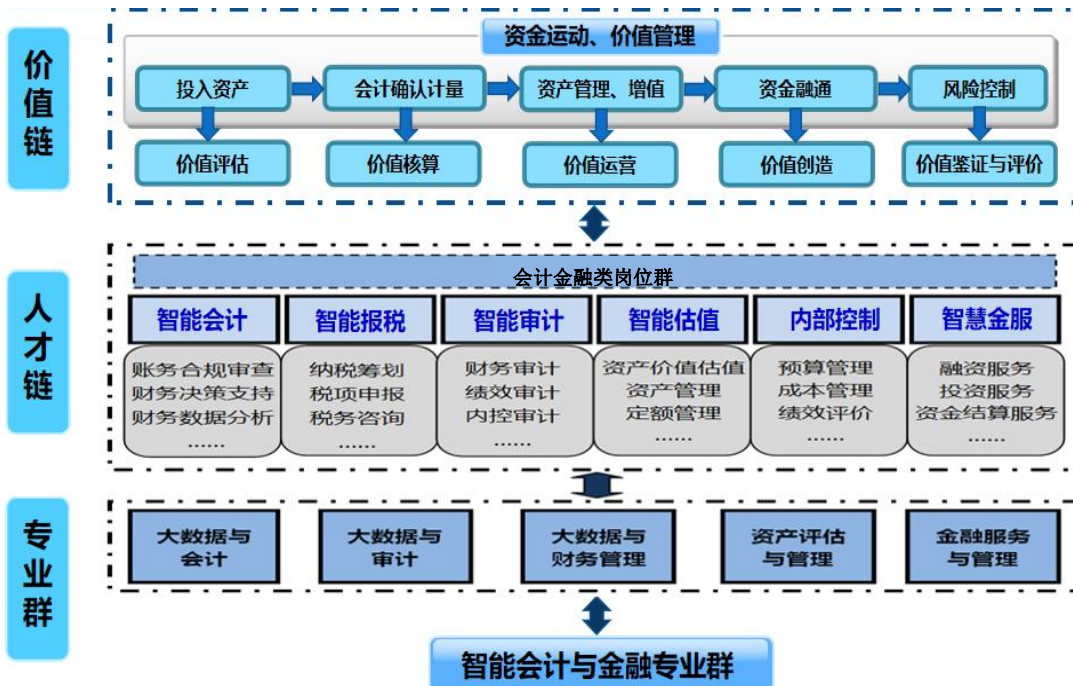 价值链
资金运动、价值管理
投入资产
会计确认计量
资产管理、增值
资金融通
风险控制
价值评估
价值核算
价值运营
价值创造
价值鉴证与评价
人才链
会计金融类岗位群
智能会计
智能报税
智能审计
智能估值
内部控制
智慧金服
账务合规审查
财务决策支持
财务数据分析
……
纳税筹划
税项申报
税务咨询
……
财务审计
绩效审计
内控审计
……
资产价值估值
资产管理
定额管理
……
预算管理
成本管理
绩效评价
……
融资服务
投资服务
资金结算服务
……
专业群
大数据与
会计
大数据与
审计
大数据与
财务管理
资产评估
与管理
金融服务
与管理
智能会计与金融专业群